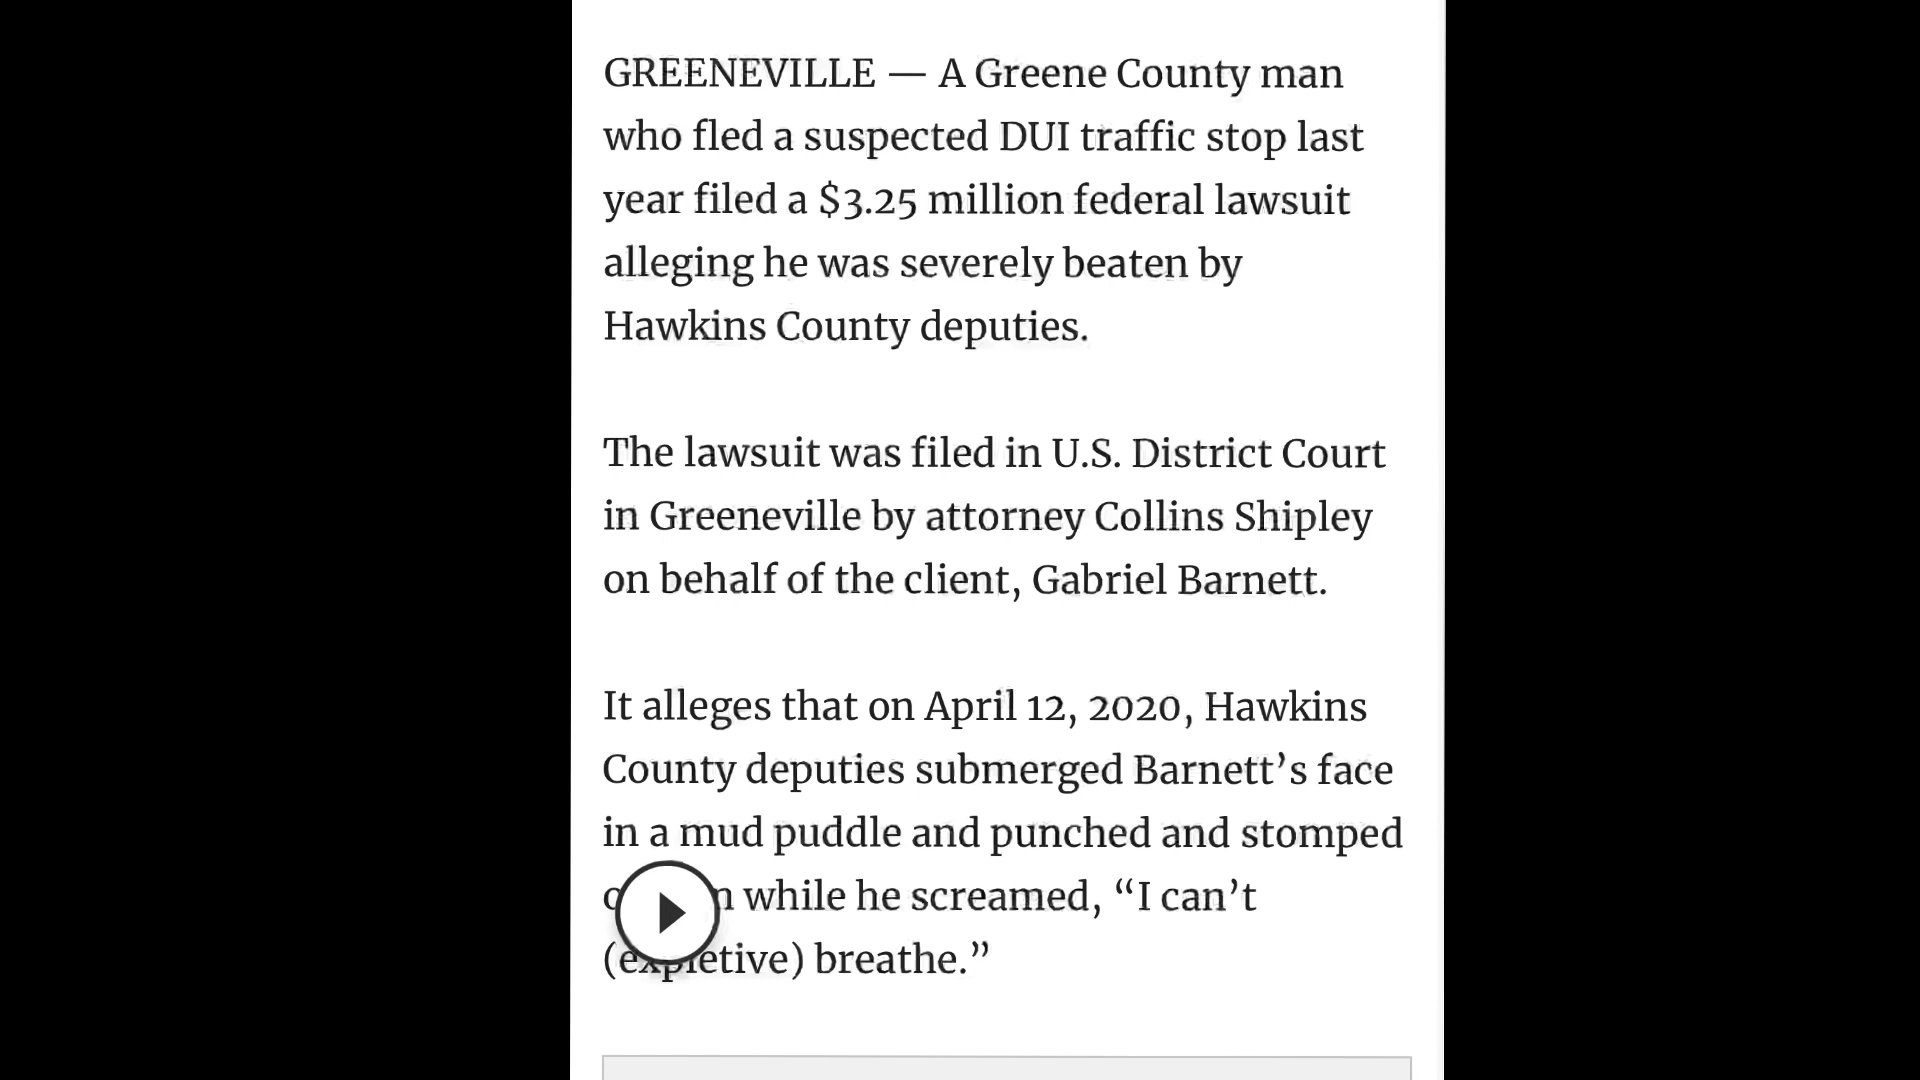 GREENEVILLE — A Greene County man
who fled a suspected DUI traffic stop last
year filed a $3.25 million federal lawsuit
alleging he was severely beaten by
Hawkins County deputies.
The lawsuit was filed in U.S. District Court
in Greeneville by attorney Collins Shipley
on behalf of the client, Gabriel Barnett.
It alleges that on April 12, 2020, Hawkins
County deputies submerged Barnett’s face
in a mud puddle and punched and stomped
while he screamed, “I can’t
(expletive) breathe.”